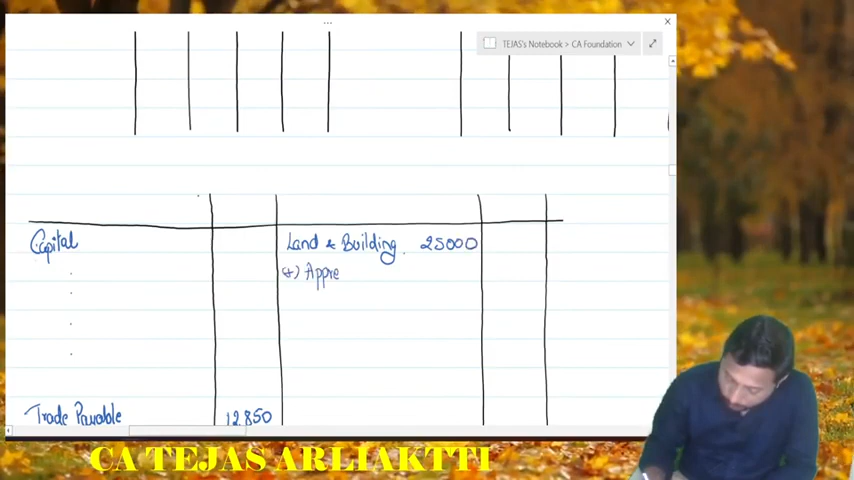 TEJAS's Notebook > CA Foundation
Capital
Land & Building 25000
(+) Appre
Trade Payable 12,850
CA TEJAS ARLIAKTTI